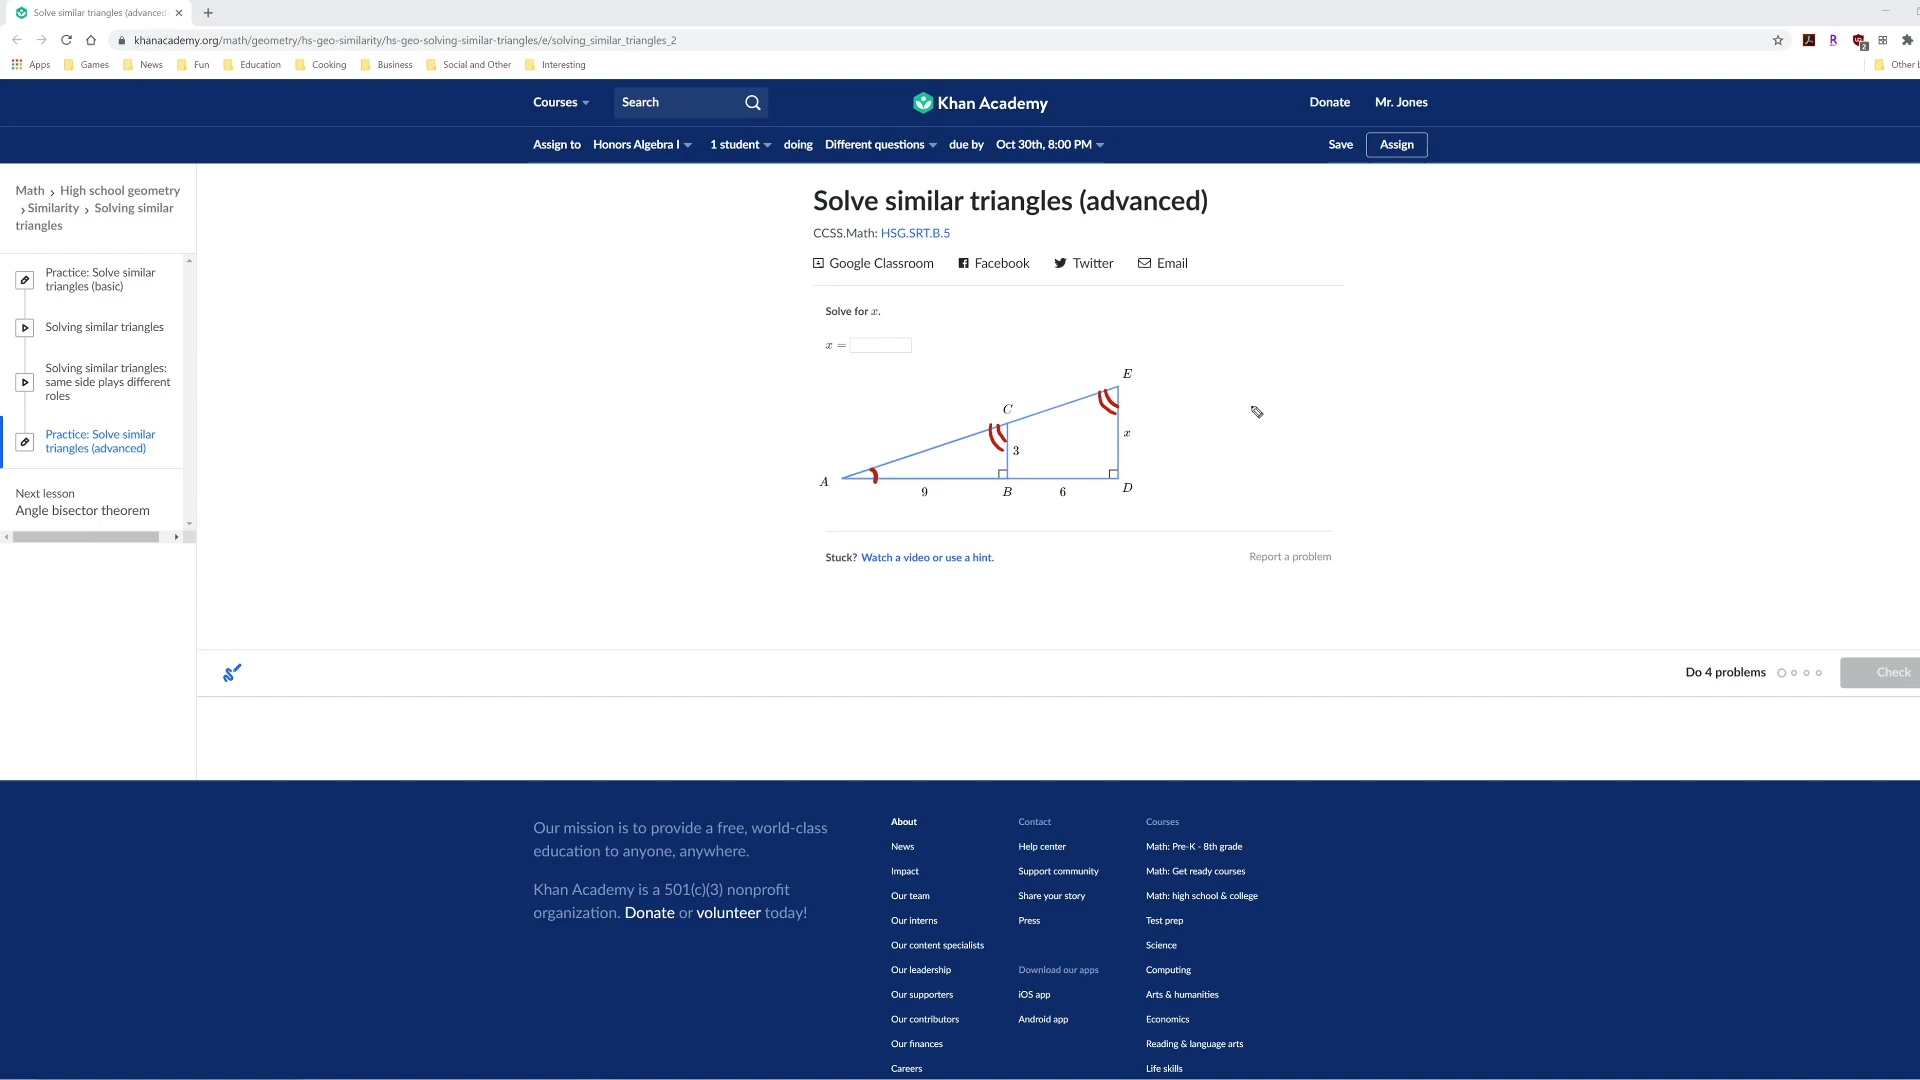 Solve similar triangles (advanced)
khanacademy.org/math/geometry/hs-geo-similarity/hs-geo-solving-similar-triangles/e/solving_similar_triangles_2
Apps Games News Fun Education Cooking Business Social and Other Interesting Other
Courses Search Khan Academy Donate Mr. Jones
Assign to Honors Algebra I 1 student doing Different questions due by Oct 30th, 8:00 PM Save Assign
Math > High school geometry
> Similarity > Solving similar
triangles
Practice: Solve similar
triangles (basic)
Solving similar triangles
Solving similar triangles:
same side plays different
roles
Practice: Solve similar
triangles (advanced)
Next lesson
Angle bisector theorem
Solve similar triangles (advanced)
CCSS.Math: HSG.SRT.B.5
Google Classroom Facebook Twitter Email
Solve for x.
x =
E
C
x
3
A
9 B 6 D
Stuck? Watch a video or use a hint. Report a problem
Do 4 problems Check
Our mission is to provide a free, world-class
education to anyone, anywhere.
Khan Academy is a 501(c)(3) nonprofit
organization. Donate or volunteer today!
About
News
Impact
Our team
Our interns
Our content specialists
Our leadership
Our supporters
Our contributors
Our finances
Careers
Contact
Help center
Support community
Share your story
Press
Download our apps
iOS app
Android app
Courses
Math: Pre-K - 8th grade
Math: Get ready courses
Math: high school & college
Test prep
Science
Computing
Arts & humanities
Economics
Reading & language arts
Life skills